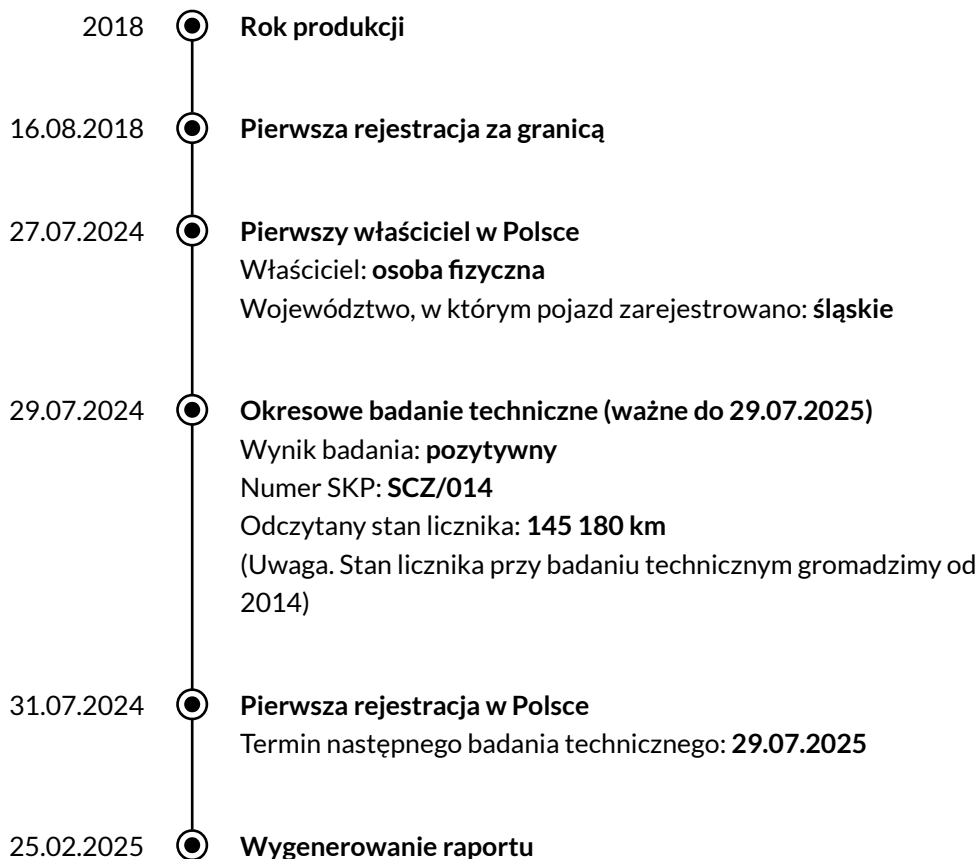 2018 Rok produkcji
16.08.2018 Pierwsza rejestracja za granicą
27.07.2024 Pierwszy właściciel w Polsce
Właściciel: osoba fizyczna
Województwo, w którym pojazd zarejestrowano: śląskie
29.07.2024 Okresowe badanie techniczne (ważne do 29.07.2025)
Wynik badania: pozytywny
Numer SKP: SCZ/014
Odczytany stan licznika: 145 180 km
(Uwaga. Stan licznika przy badaniu technicznym gromadzimy od
2014)
31.07.2024 Pierwsza rejestracja w Polsce
Termin następnego badania technicznego: 29.07.2025
25.02.2025 Wygenerowanie raportu